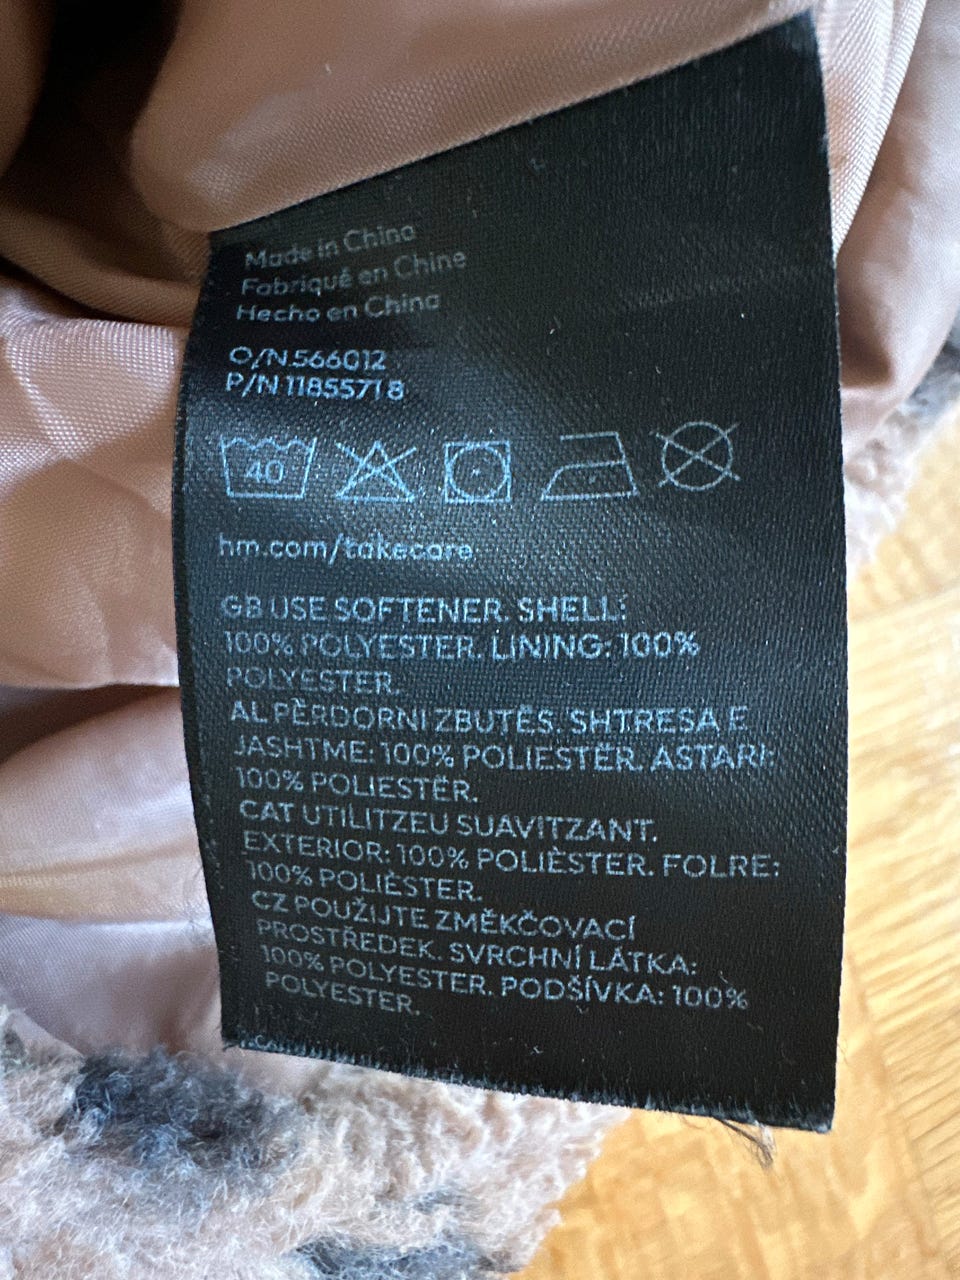 Made in China
Fabriqué en Chine
Hecho en China
O/N 566012
P/N 11855718
40
hm.com/takecare
GB USE SOFTENER. SHELL:
100% POLYESTER. LINING: 100%
POLYESTER.
AL PËRDORNI ZBUTËS. SHTRESA E
JASHTME: 100% POLIESTËR. ASTARI:
100% POLIESTËR.
CAT UTILITZEU SUAVITZANT.
EXTERIOR: 100% POLIÈSTER. FOLRE:
100% POLIÈSTER.
CZ POUŽIJTE ZMĚKČOVACÍ
PROSTŘEDEK. SVRCHNÍ LÁTKA:
100% POLYESTER. PODŠÍVKA: 100%
POLYESTER.